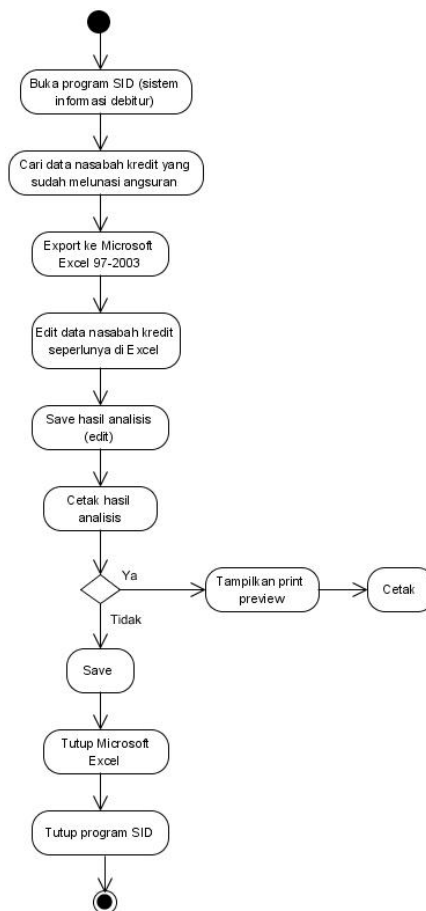 Buka program SID (sistem
informasi debitur)
Cari data nasabah kredit yang
sudah melunasi angsuran
Export ke Microsoft
Excel 97-2003
Edit data nasabah kredit
seperlunya di Excel
Save hasil analisis
(edit)
Cetak hasil
analisis
Ya
Tampilkan print
preview
Cetak
Tidak
Save
Tutup Microsoft
Excel
Tutup program SID